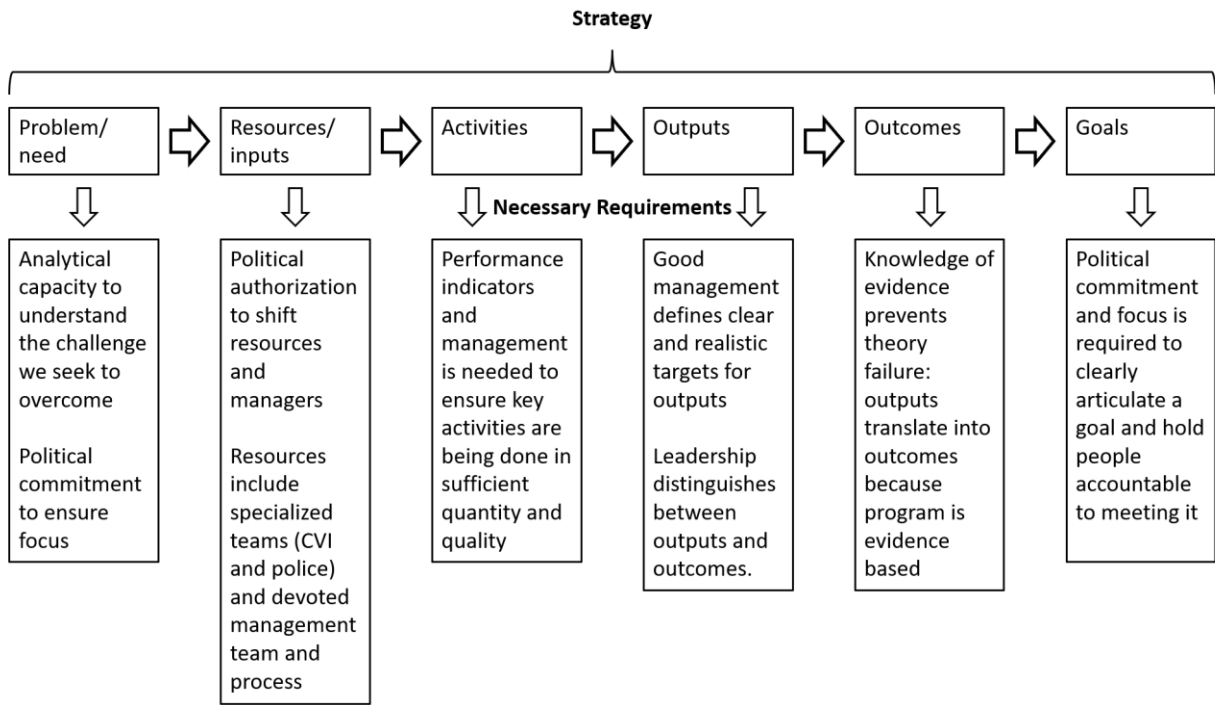 Strategy
Problem/
need
Resources/
inputs
Activities
Outputs
Outcomes
Goals
Necessary Requirements
Analytical
capacity to
understand
the challenge
we seek to
overcome
Political
commitment
to ensure
focus
Political
authorization
to shift
resources
and
managers
Resources
include
specialized
teams (CVI
and police)
and devoted
management
team and
process
Performance
indicators
and
management
is needed to
ensure key
activities are
being done in
sufficient
quantity and
quality
Good
management
defines clear
and realistic
targets for
outputs
Leadership
distinguishes
between
outputs and
outcomes.
Knowledge of
evidence
prevents
theory
failure:
outputs
translate into
outcomes
because
program is
evidence
based
Political
commitment
and focus is
required to
clearly
articulate a
goal and hold
people
accountable
to meeting it